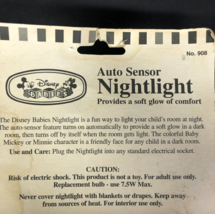 No. 908
Disney
BABIES
Auto Sensor
Nightlight
Provides a soft glow of comfort
The Disney Babies Nightlight is a fun way to light your child's room at night.
The auto-sensor feature turns on automatically to provide a soft glow in a dark
room, then turns off by itself when the room gets light. The colorful Baby
Mickey or Minnie character is a friendly face for any child in a dark room.
Use and Care: Plug the Nightlight into any standard electrical socket.
CAUTION:
Risk of electric shock. This product is not a toy. For adult use only.
Replacement bulb - use 7.5W Max.
Never cover nightlight with blankets or drapes. Keep away
from sources of heat. For interior use only.